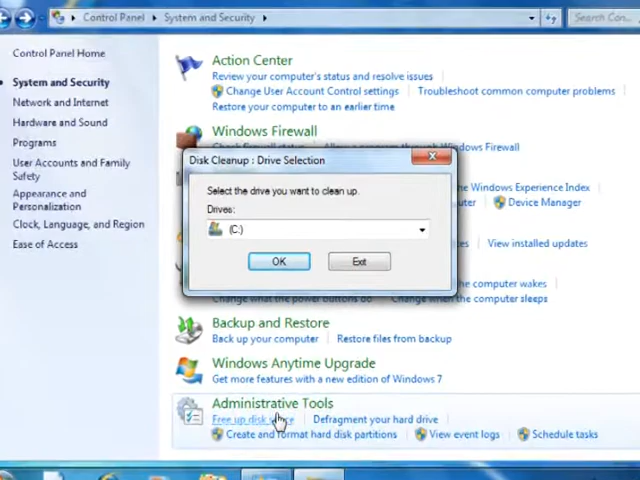 Control Panel ▸ System and Security ▸ Search Con...
Control Panel Home
System and Security
Network and Internet
Hardware and Sound
Programs
User Accounts and Family
Safety
Appearance and
Personalization
Clock, Language, and Region
Ease of Access
Action Center
Review your computer's status and resolve issues
Change User Account Control settings Troubleshoot common computer problems
Restore your computer to an earlier time
Windows Firewall
Check firewall status Allow a program through Windows Firewall
Disk Cleanup : Drive Selection
Select the drive you want to clean up.
Drives:
(C:)
OK Exit
the Windows Experience Index
Device Manager
View installed updates
computer wakes
Change what the power buttons do Change when the computer sleeps
Backup and Restore
Back up your computer Restore files from backup
Windows Anytime Upgrade
Get more features with a new edition of Windows 7
Administrative Tools
Free up disk Defragment your hard drive
Create and format hard disk partitions View event logs Schedule tasks